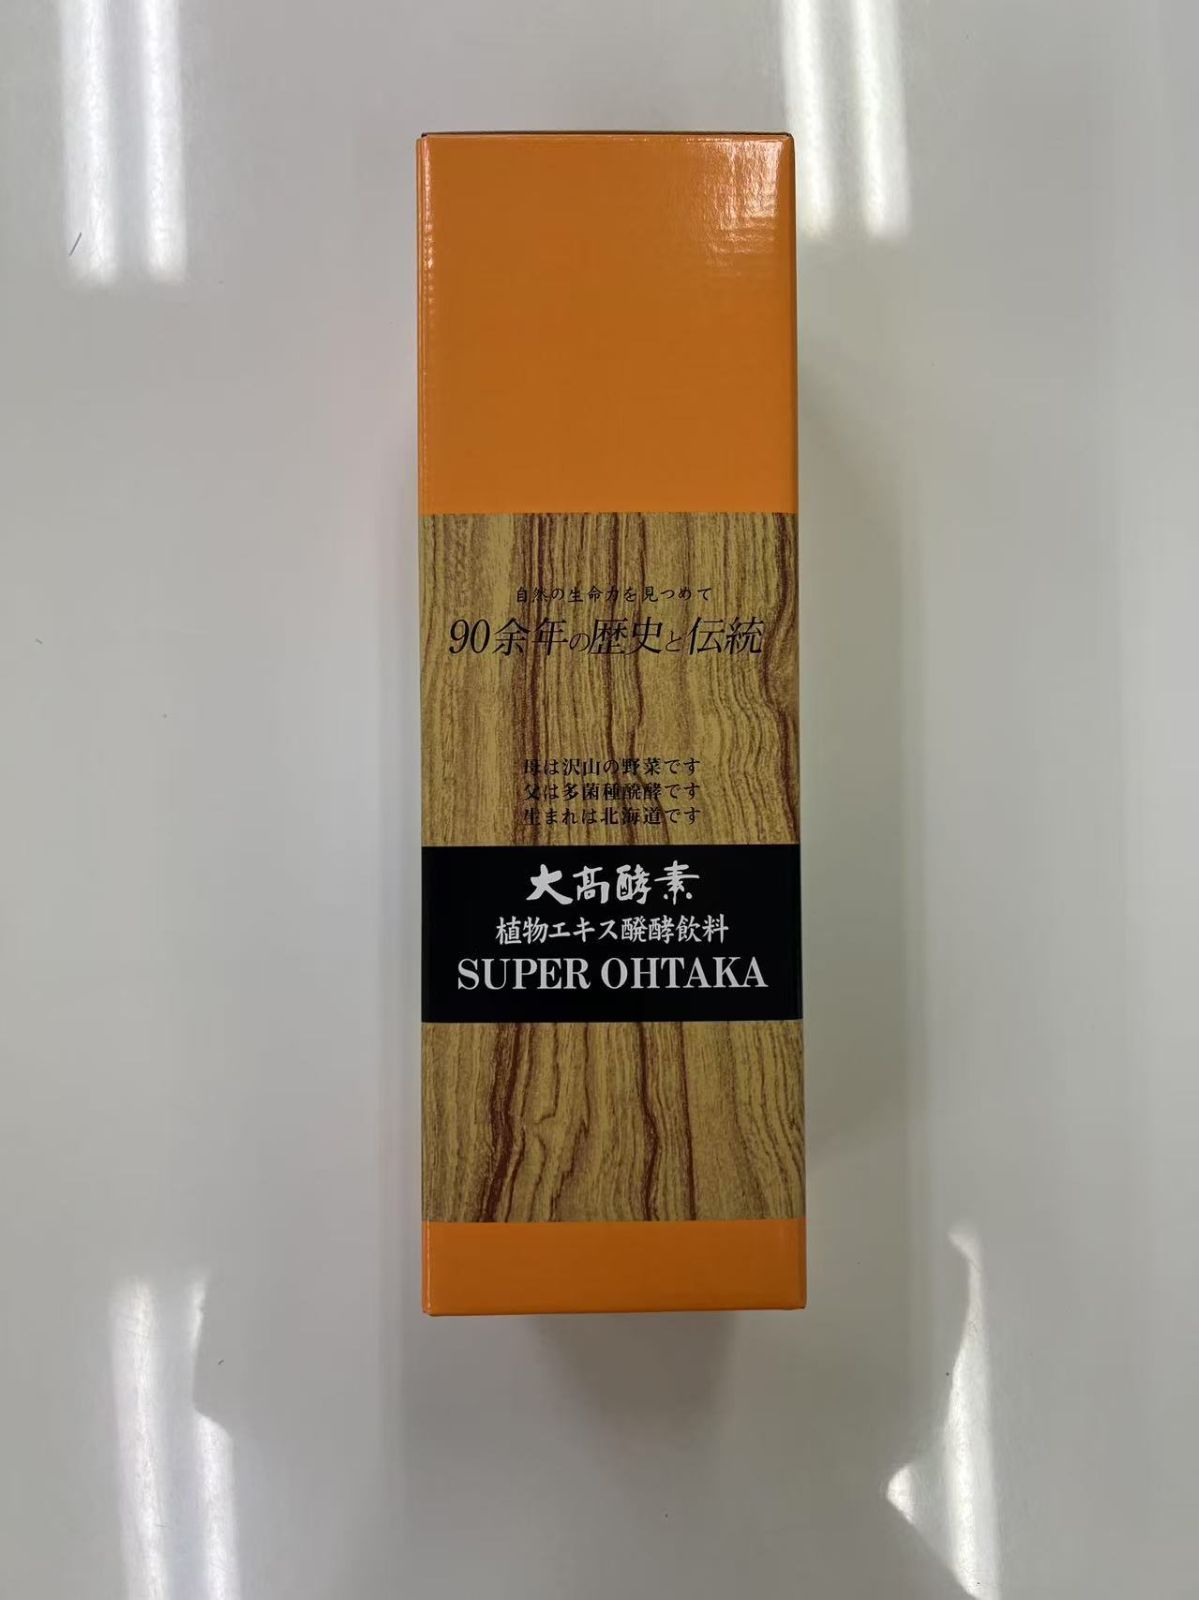 自然の生命力を見つめて
90余年の歴史と伝統
母は沢山の野菜です
父は多菌種醗酵です
生まれは北海道です
大髙酵素
植物エキス醗酵飲料
SUPER OHTAKA